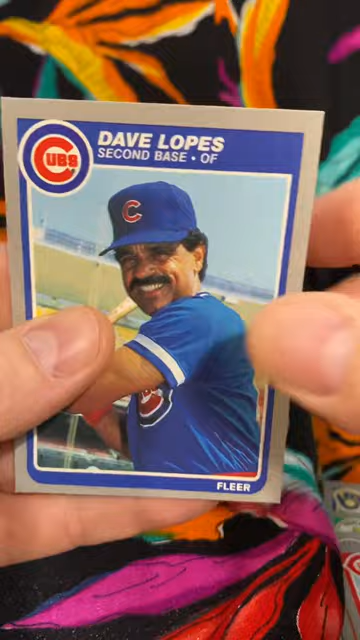 CUBS
DAVE LOPES
SECOND BASE • OF
C
FLEER